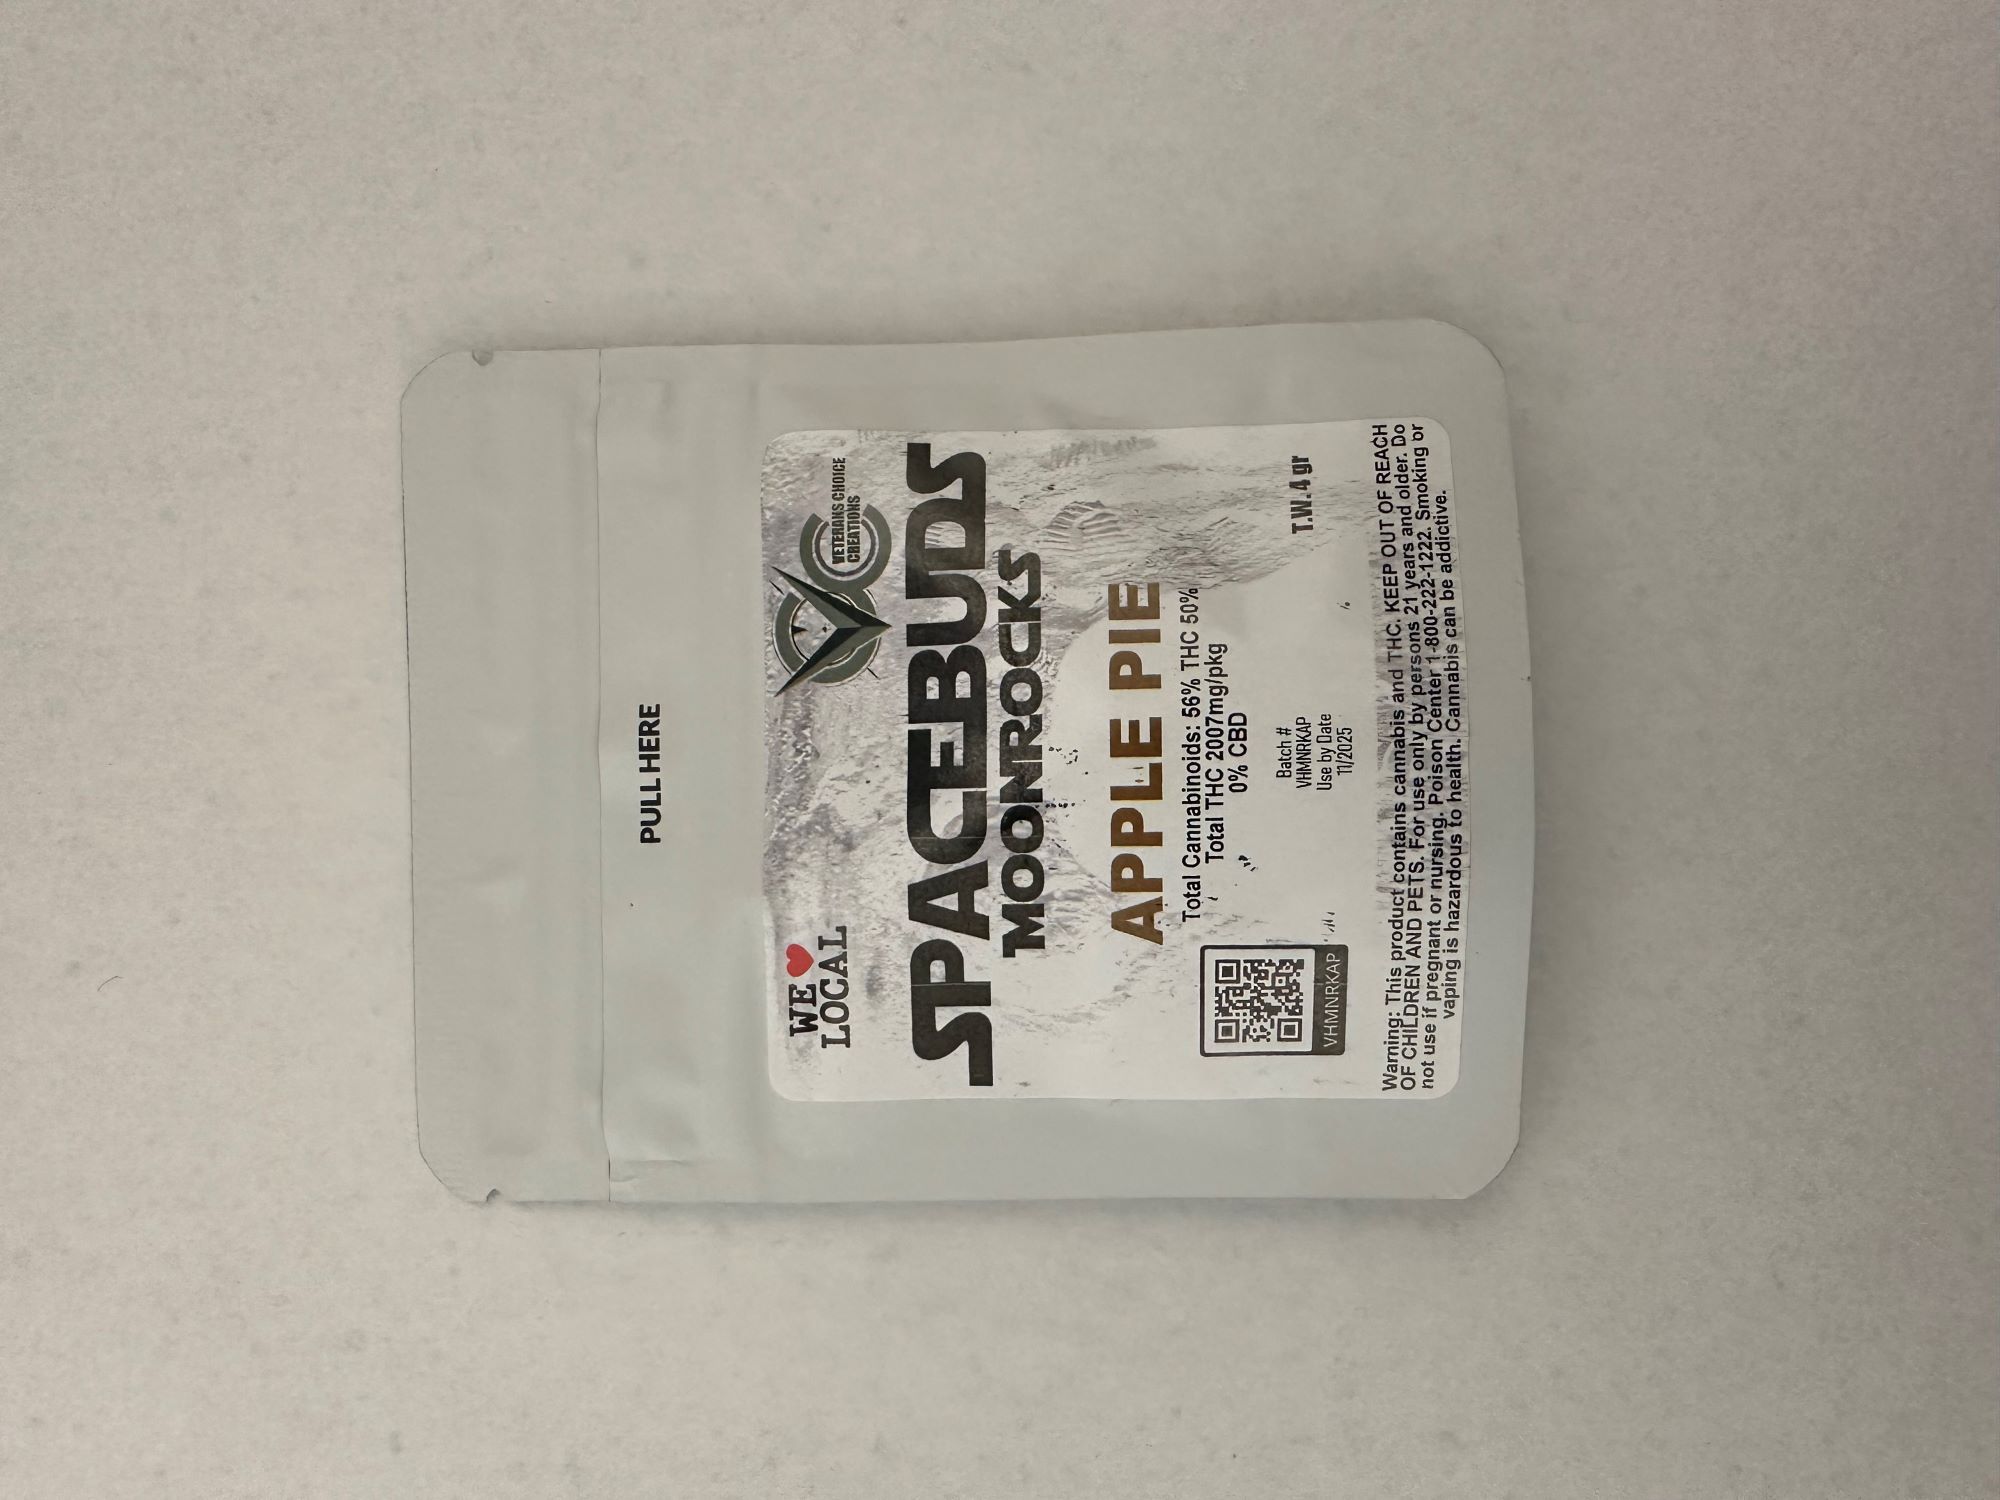 PULL HERE
WE ❤
LOCAL
VETERANS CHOICE
CREATIONS
SPACEBUDS
MOONROCKS
APPLE PIE
Total Cannabinoids: 56% THC 50%
Total THC 2007mg/pkg
0% CBD
Batch #
VHMNRKAP
Use by Date
11/2025
T.W. 4 gr
VHMNRKAP
Warning: This product contains cannabis and THC. KEEP OUT OF REACH
OF CHILDREN AND PETS. For use only by persons 21 years and older. Do
not use if pregnant or nursing. Poison Center 1-800-222-1222. Smoking or
vaping is hazardous to health. Cannabis can be addictive.